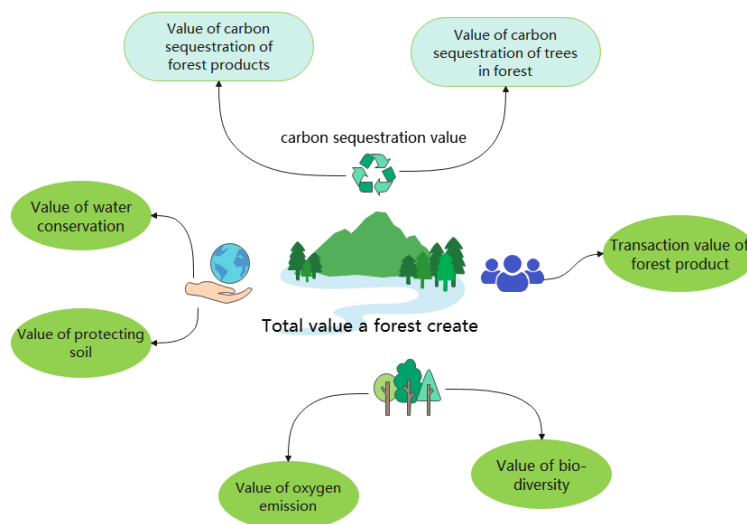 Value of carbon
sequestration of
forest products
Value of carbon
sequestration of trees
in forest
carbon sequestration value
Value of water
conservation
Transaction value of
forest product
Value of protecting
soil
Total value a forest create
Value of oxygen
emission
Value of bio-
diversity